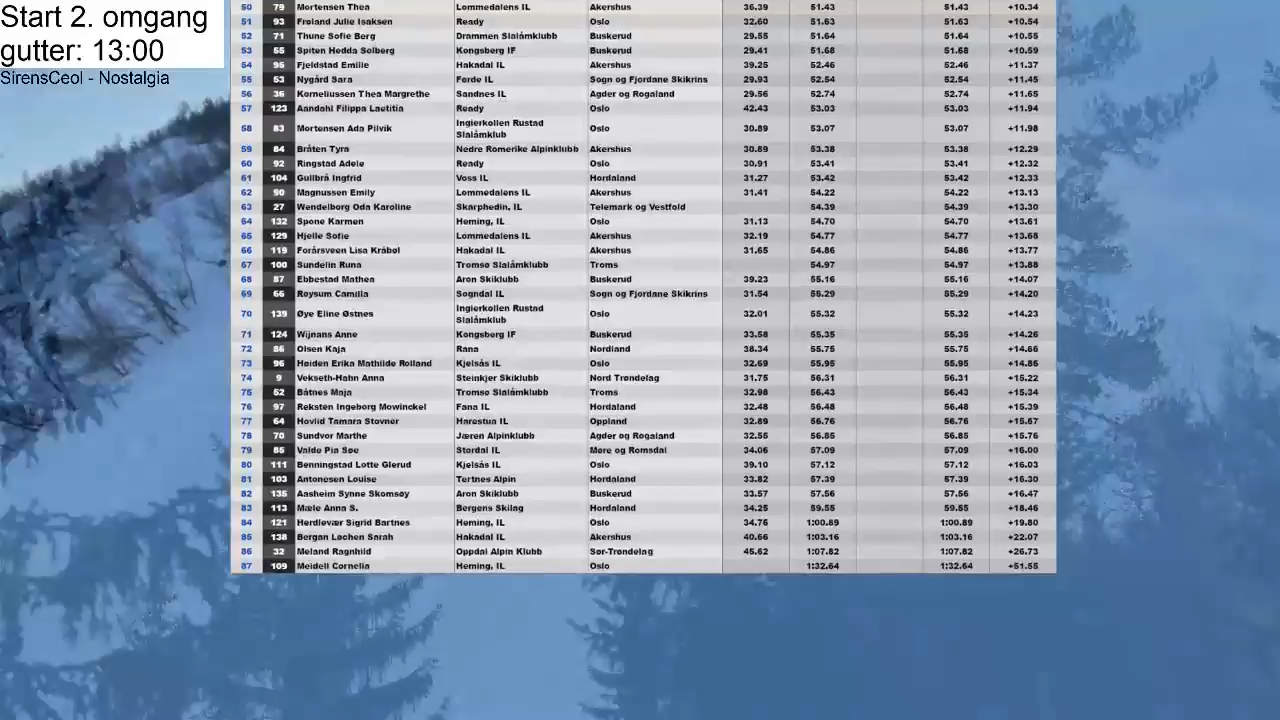 Start 2. omgang
gutter: 13:00
SirensCeol - Nostalgia
50 79 Mortensen Thea Lommedalens IL Akershus 36.39 51.43 51.43 +10.34
51 93 Frøland Julie Isaksen Ready Oslo 32.60 51.63 51.63 +10.54
52 71 Thune Sofie Berg Drammen Slalåmklubb Buskerud 29.55 51.64 51.64 +10.55
53 55 Spiten Hedda Solberg Kongsberg IF Buskerud 29.41 51.68 51.68 +10.59
54 95 Fjeldstad Emilie Hakadal IL Akershus 39.25 52.46 52.46 +11.37
55 53 Nygård Sara Førde IL Sogn og Fjordane Skikrins 29.93 52.54 52.54 +11.45
56 36 Korneliussen Thea Margrethe Sandnes IL Agder og Rogaland 29.56 52.74 52.74 +11.65
57 123 Aandahl Filippa Laetitia Ready Oslo 42.43 53.03 53.03 +11.94
58 83 Mortensen Ada Pilvik Ingierkollen Rustad Slalåmklub Oslo 30.89 53.07 53.07 +11.98
59 84 Bråten Tyra Nedre Romerike Alpinklubb Akershus 30.89 53.38 53.38 +12.29
60 92 Ringstad Adele Ready Oslo 30.91 53.41 53.41 +12.32
61 104 Gullbrå Ingfrid Voss IL Hordaland 31.27 53.42 53.42 +12.33
62 90 Magnussen Emily Lommedalens IL Akershus 31.41 54.22 54.22 +13.13
63 27 Wendelborg Oda Karoline Skarphedin, IL Telemark og Vestfold 54.39 54.39 +13.30
64 132 Spone Karmen Heming, IL Oslo 31.13 54.70 54.70 +13.61
65 129 Hjelle Sofie Lommedalens IL Akershus 32.19 54.77 54.77 +13.68
66 119 Forårsveen Lisa Kråbøl Hakadal IL Akershus 31.65 54.86 54.86 +13.77
67 100 Sundelin Runa Tromsø Slalåmklubb Troms 54.97 54.97 +13.88
68 87 Ebbestad Mathea Aron Skiklubb Buskerud 39.23 55.16 55.16 +14.07
69 66 Røysum Camilla Sogndal IL Sogn og Fjordane Skikrins 31.54 55.29 55.29 +14.20
70 139 Øye Eline Østnes Ingierkollen Rustad Slalåmklub Oslo 32.01 55.32 55.32 +14.23
71 124 Wijnans Anne Kongsberg IF Buskerud 33.58 55.35 55.35 +14.26
72 86 Olsen Kaja Rana Nordland 38.34 55.75 55.75 +14.66
73 96 Høiden Erika Mathilde Rolland Kjelsås IL Oslo 32.69 55.95 55.95 +14.86
74 9 Vekseth-Hahn Anna Steinkjer Skiklubb Nord Trøndelag 31.75 56.31 56.31 +15.22
75 52 Båtnes Maja Tromsø Slalåmklubb Troms 32.98 56.43 56.43 +15.34
76 97 Reksten Ingeborg Mowinckel Fana IL Hordaland 32.48 56.48 56.48 +15.39
77 64 Hovlid Tamara Stovner Harestua IL Oppland 32.89 56.76 56.76 +15.67
78 70 Sundvor Marthe Jæren Alpinklubb Agder og Rogaland 32.55 56.85 56.85 +15.76
79 85 Valde Pia Søe Stordal IL Møre og Romsdal 34.06 57.09 57.09 +16.00
80 111 Benningstad Lotte Glerud Kjelsås IL Oslo 39.10 57.12 57.12 +16.03
81 103 Antonesen Louise Tertnes Alpin Hordaland 33.82 57.39 57.39 +16.30
82 135 Aasheim Synne Skomsøy Aron Skiklubb Buskerud 33.57 57.56 57.56 +16.47
83 113 Mæle Anna S. Bergens Skilag Hordaland 34.25 59.55 59.55 +18.46
84 121 Herdlevær Sigrid Bartnes Heming, IL Oslo 34.76 1:00.89 1:00.89 +19.80
85 138 Bergan Løchen Sarah Hakadal IL Akershus 40.66 1:03.16 1:03.16 +22.07
86 32 Meland Ragnhild Oppdal Alpin Klubb Sør-Trøndelag 45.62 1:07.82 1:07.82 +26.73
87 109 Meidell Cornelia Heming, IL Oslo 1:32.64 1:32.64 +51.55